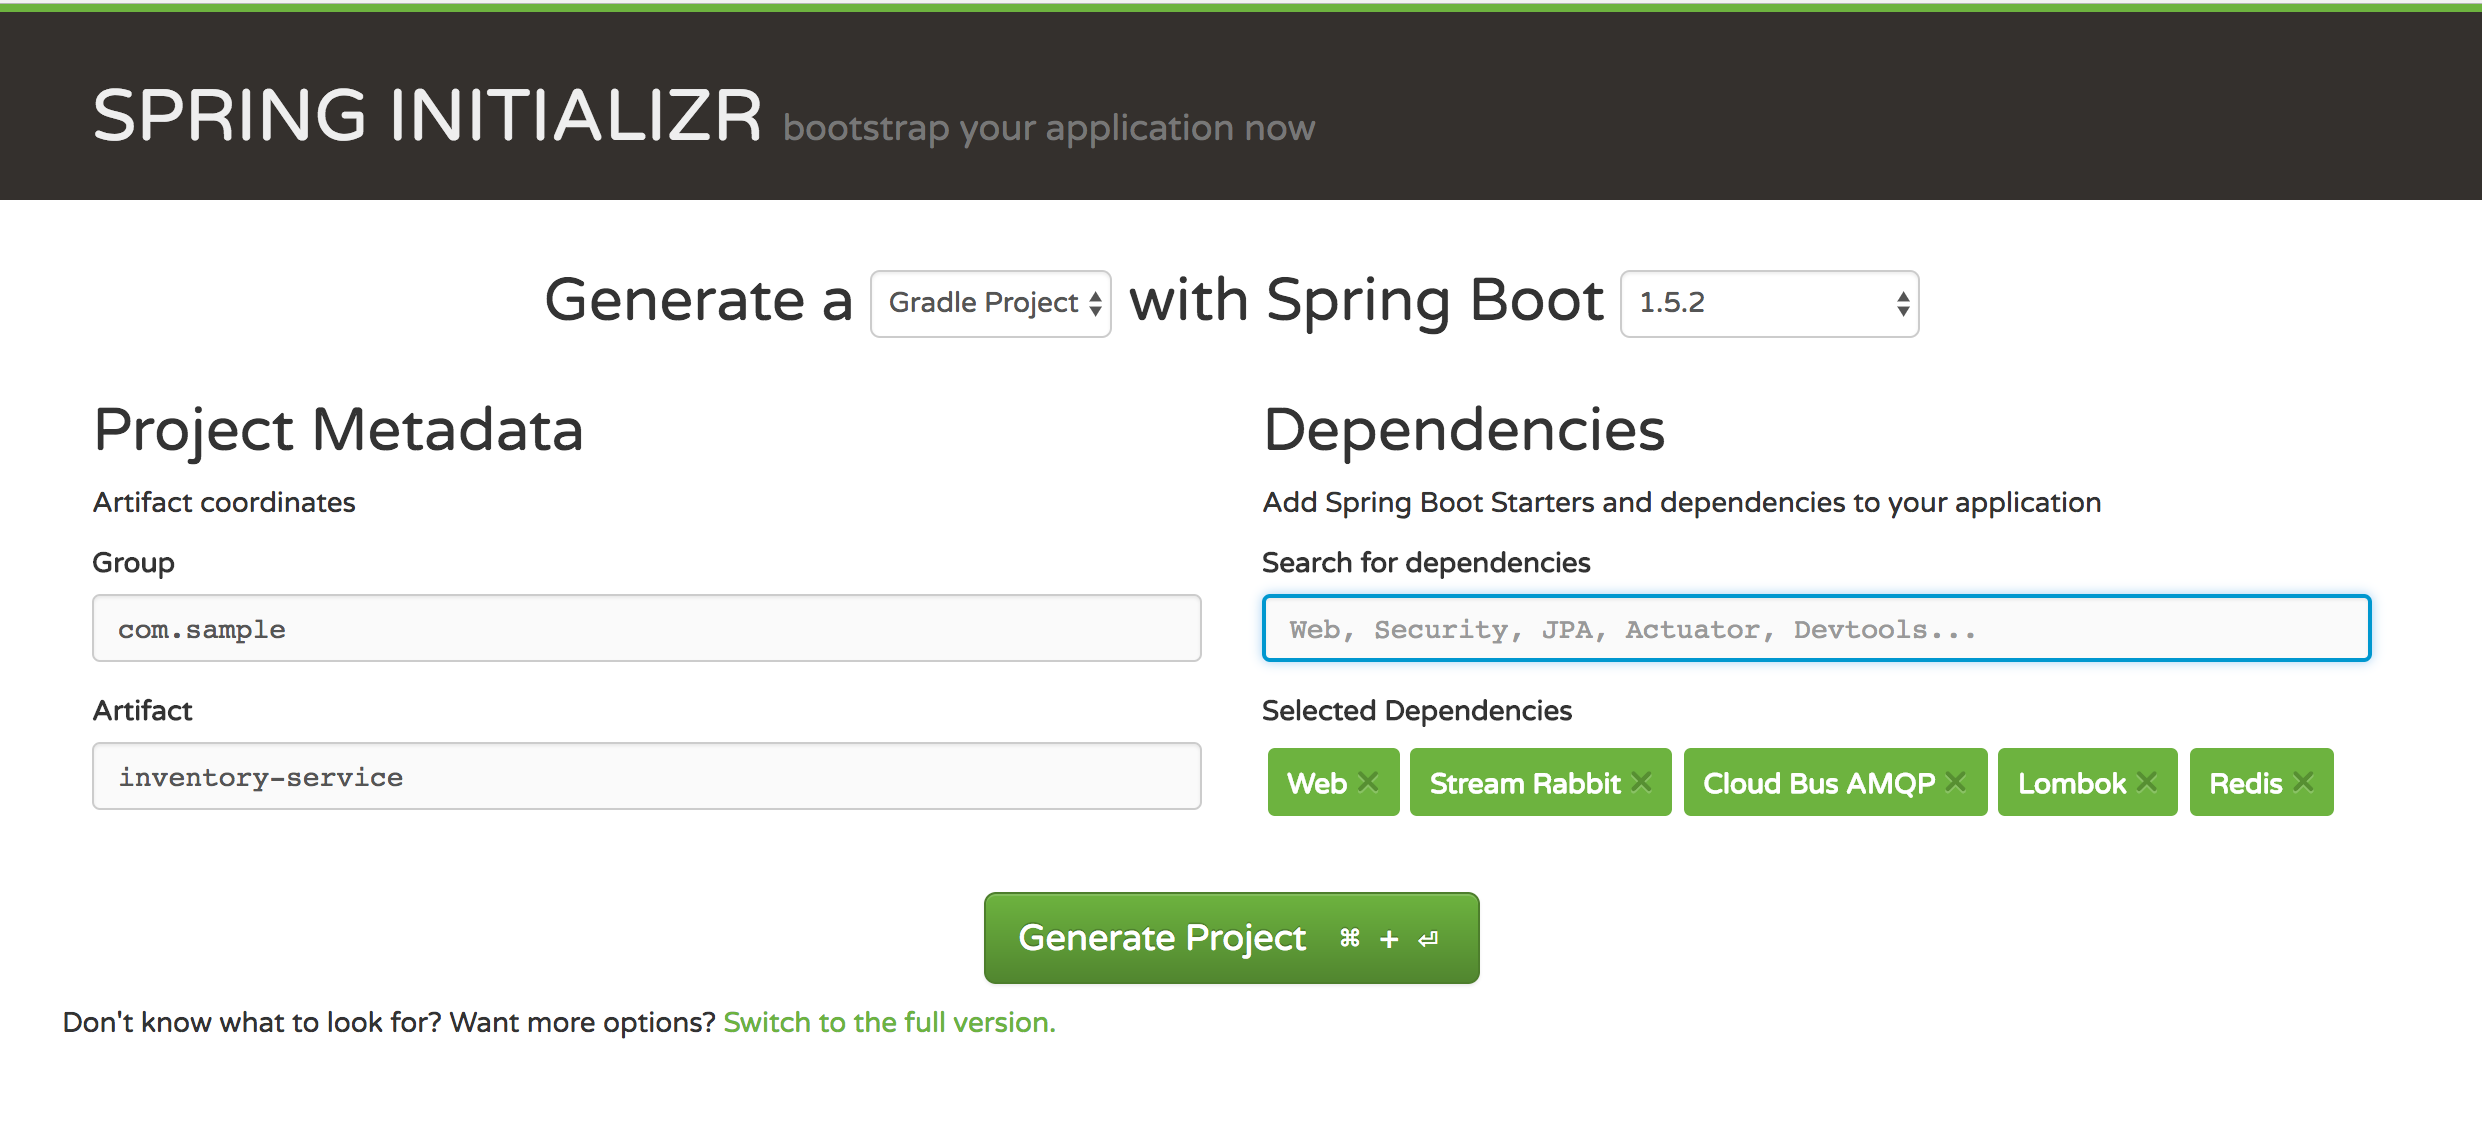 SPRING INITIALIZR bootstrap your application now
Generate a Gradle Project with Spring Boot 1.5.2
Project Metadata
Artifact coordinates
Group
com.sample
Artifact
inventory-service
Dependencies
Add Spring Boot Starters and dependencies to your application
Search for dependencies
Web, Security, JPA, Actuator, Devtools...
Selected Dependencies
Web × Stream Rabbit × Cloud Bus AMQP × Lombok × Redis ×
Generate Project ⌘ + ⏎
Don't know what to look for? Want more options? Switch to the full version.